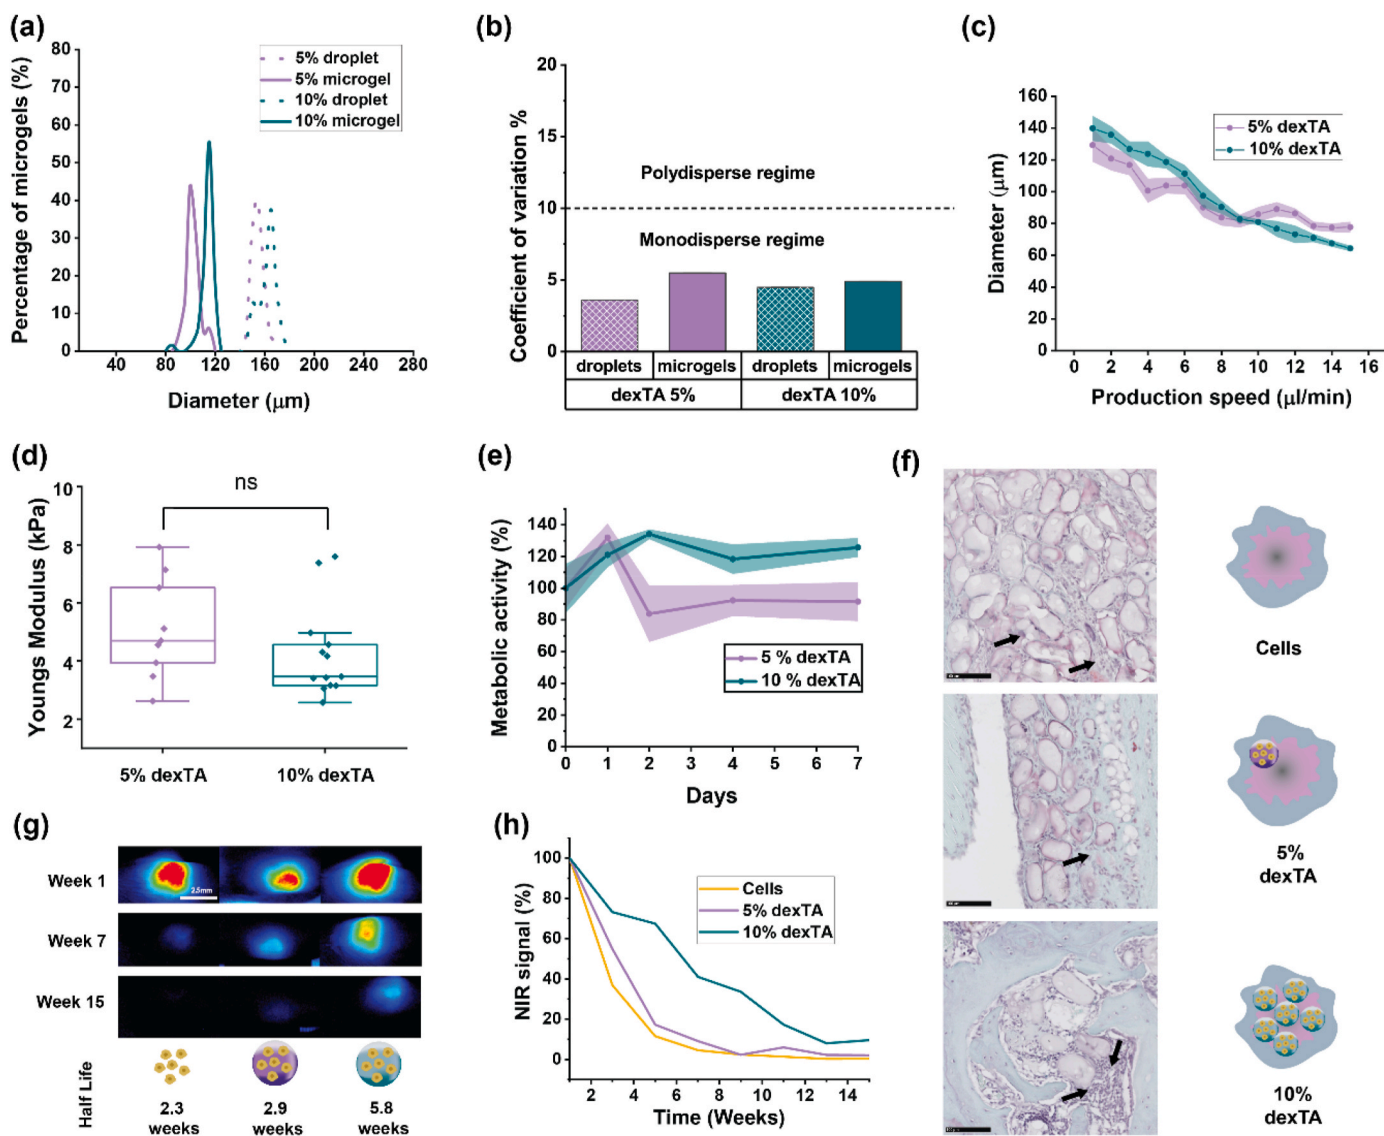 (a)
Percentage of microgels (%)
80
70
60
50
40
30
20
10
0
5% droplet
5% microgel
10% droplet
10% microgel
40 80 120 160 200 240 280
Diameter (μm)
(b)
Coefficient of variation %
20
15
10
5
0
Polydisperse regime
Monodisperse regime
droplets microgels droplets microgels
dexTA 5% dexTA 10%
(c)
Diameter (μm)
160
140
120
100
80
60
40
20
0
5% dexTA
10% dexTA
0 2 4 6 8 10 12 14 16
Production speed (μl/min)
(d)
Youngs Modulus (kPa)
10
8
6
4
2
ns
5% dexTA 10% dexTA
(e)
Metabolic activity (%)
140
120
100
80
60
40
20
0
5 % dexTA
10 % dexTA
0 1 2 3 4 5 6 7
Days
(f)
Cells
5%
dexTA
10%
dexTA
(g)
Week 1
2.5mm
Week 7
Week 15
Half Life
2.3
weeks
2.9
weeks
5.8
weeks
(h)
NIR signal (%)
100
80
60
40
20
0
Cells
5% dexTA
10% dexTA
2 4 6 8 10 12 14
Time (Weeks)